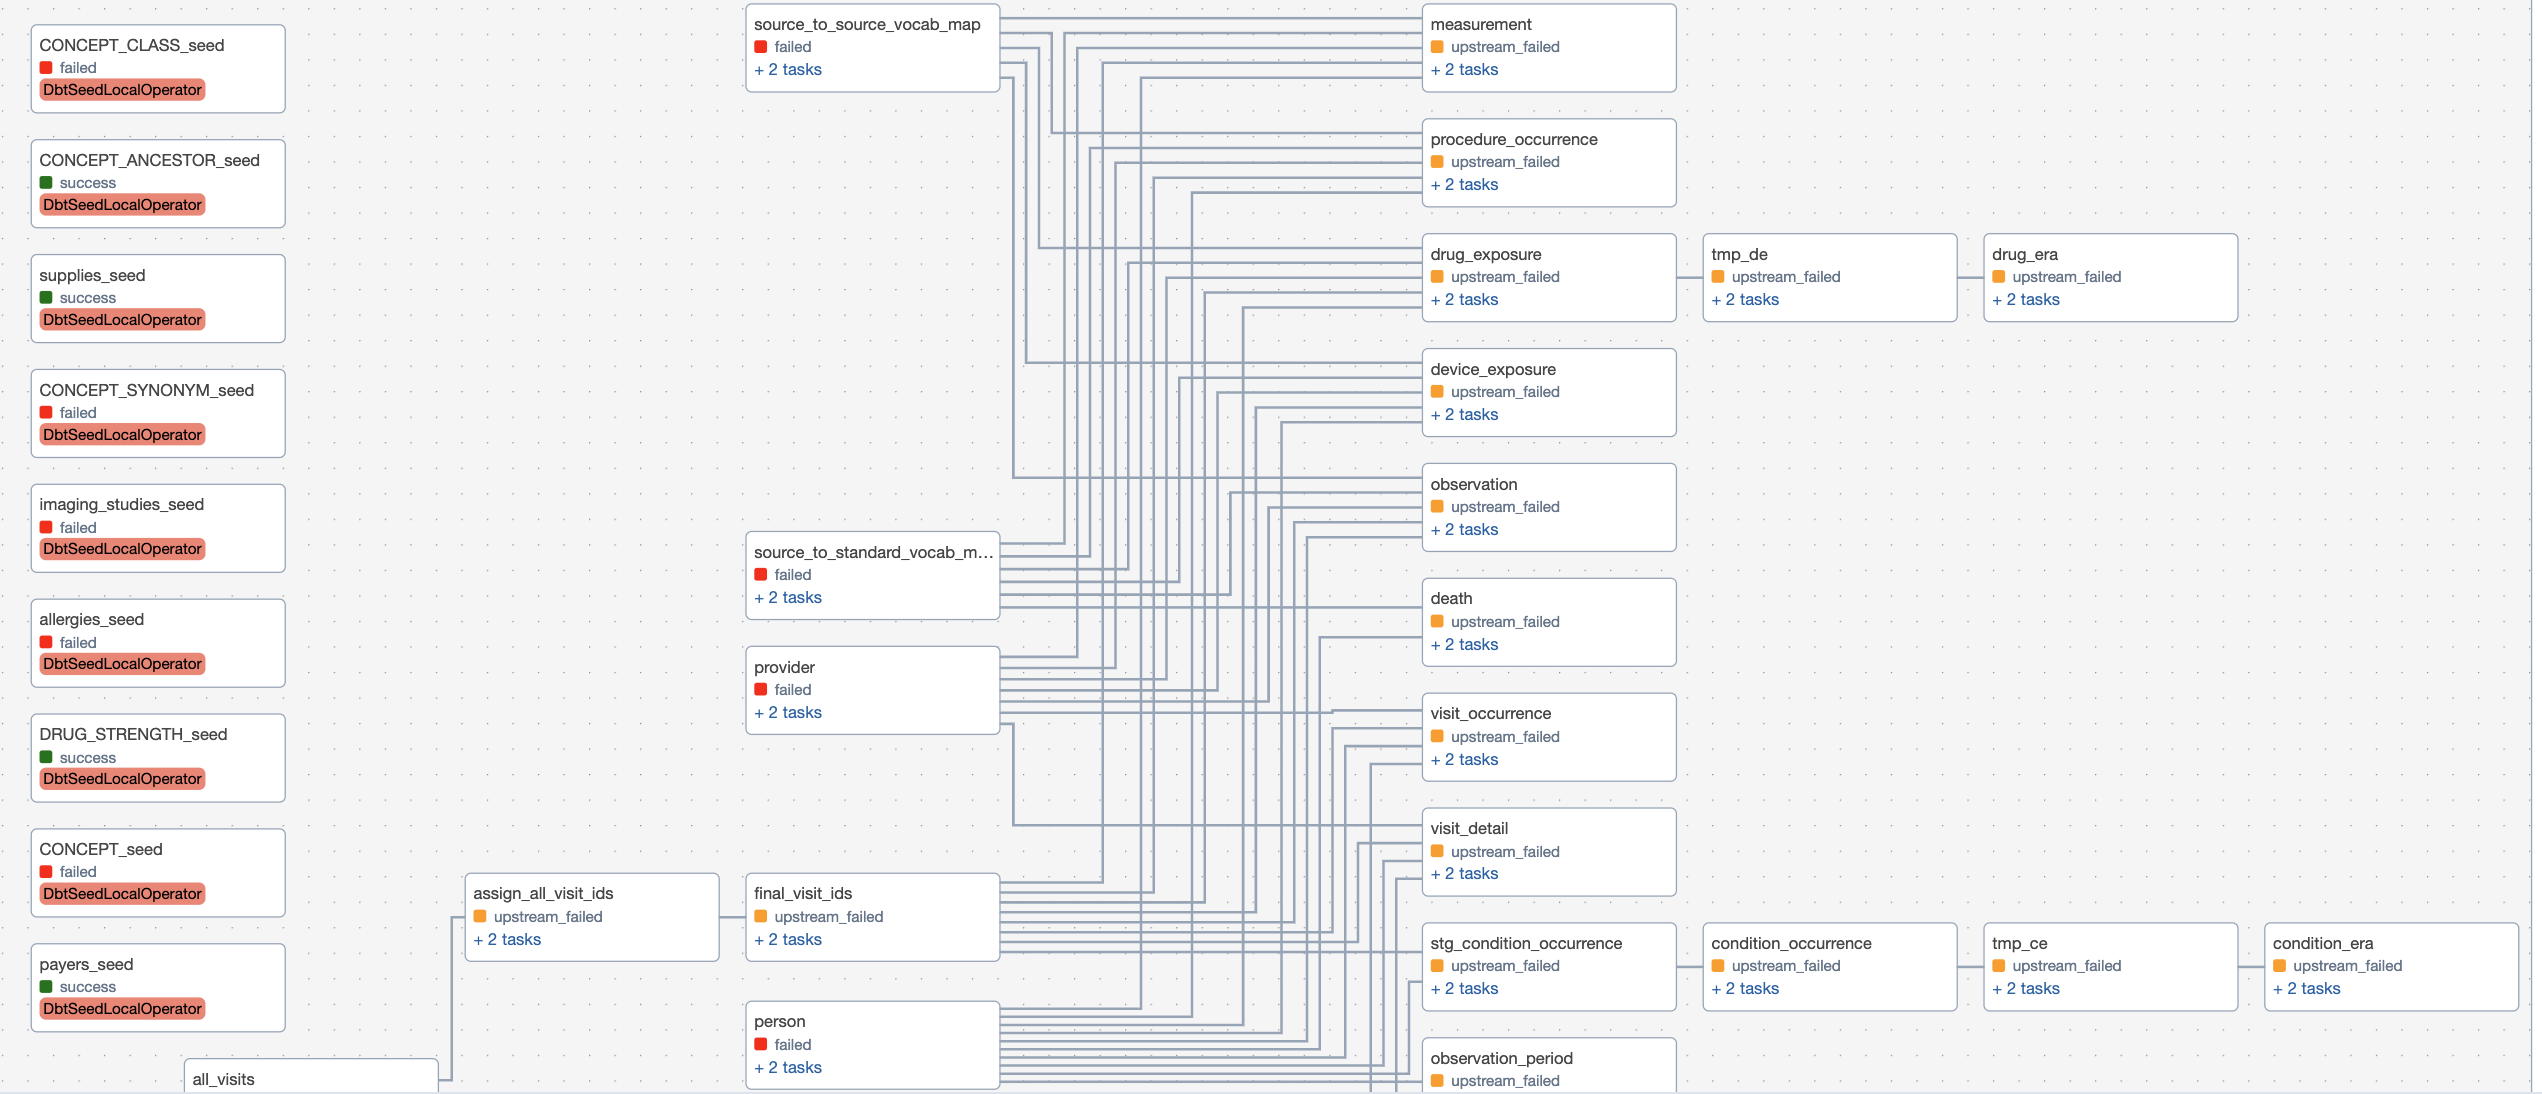 CONCEPT_CLASS_seed
failed
DbtSeedLocalOperator
CONCEPT_ANCESTOR_seed
success
DbtSeedLocalOperator
supplies_seed
success
DbtSeedLocalOperator
CONCEPT_SYNONYM_seed
failed
DbtSeedLocalOperator
imaging_studies_seed
failed
DbtSeedLocalOperator
allergies_seed
failed
DbtSeedLocalOperator
DRUG_STRENGTH_seed
success
DbtSeedLocalOperator
CONCEPT_seed
failed
DbtSeedLocalOperator
payers_seed
success
DbtSeedLocalOperator
all_visits
assign_all_visit_ids
upstream_failed
+ 2 tasks
source_to_source_vocab_map
failed
+ 2 tasks
source_to_standard_vocab_m...
failed
+ 2 tasks
provider
failed
+ 2 tasks
final_visit_ids
upstream_failed
+ 2 tasks
person
failed
+ 2 tasks
measurement
upstream_failed
+ 2 tasks
procedure_occurrence
upstream_failed
+ 2 tasks
drug_exposure
upstream_failed
+ 2 tasks
tmp_de
upstream_failed
+ 2 tasks
drug_era
upstream_failed
+ 2 tasks
device_exposure
upstream_failed
+ 2 tasks
observation
upstream_failed
+ 2 tasks
death
upstream_failed
+ 2 tasks
visit_occurrence
upstream_failed
+ 2 tasks
visit_detail
upstream_failed
+ 2 tasks
stg_condition_occurrence
upstream_failed
+ 2 tasks
condition_occurrence
upstream_failed
+ 2 tasks
tmp_ce
upstream_failed
+ 2 tasks
condition_era
upstream_failed
+ 2 tasks
observation_period
upstream_failed